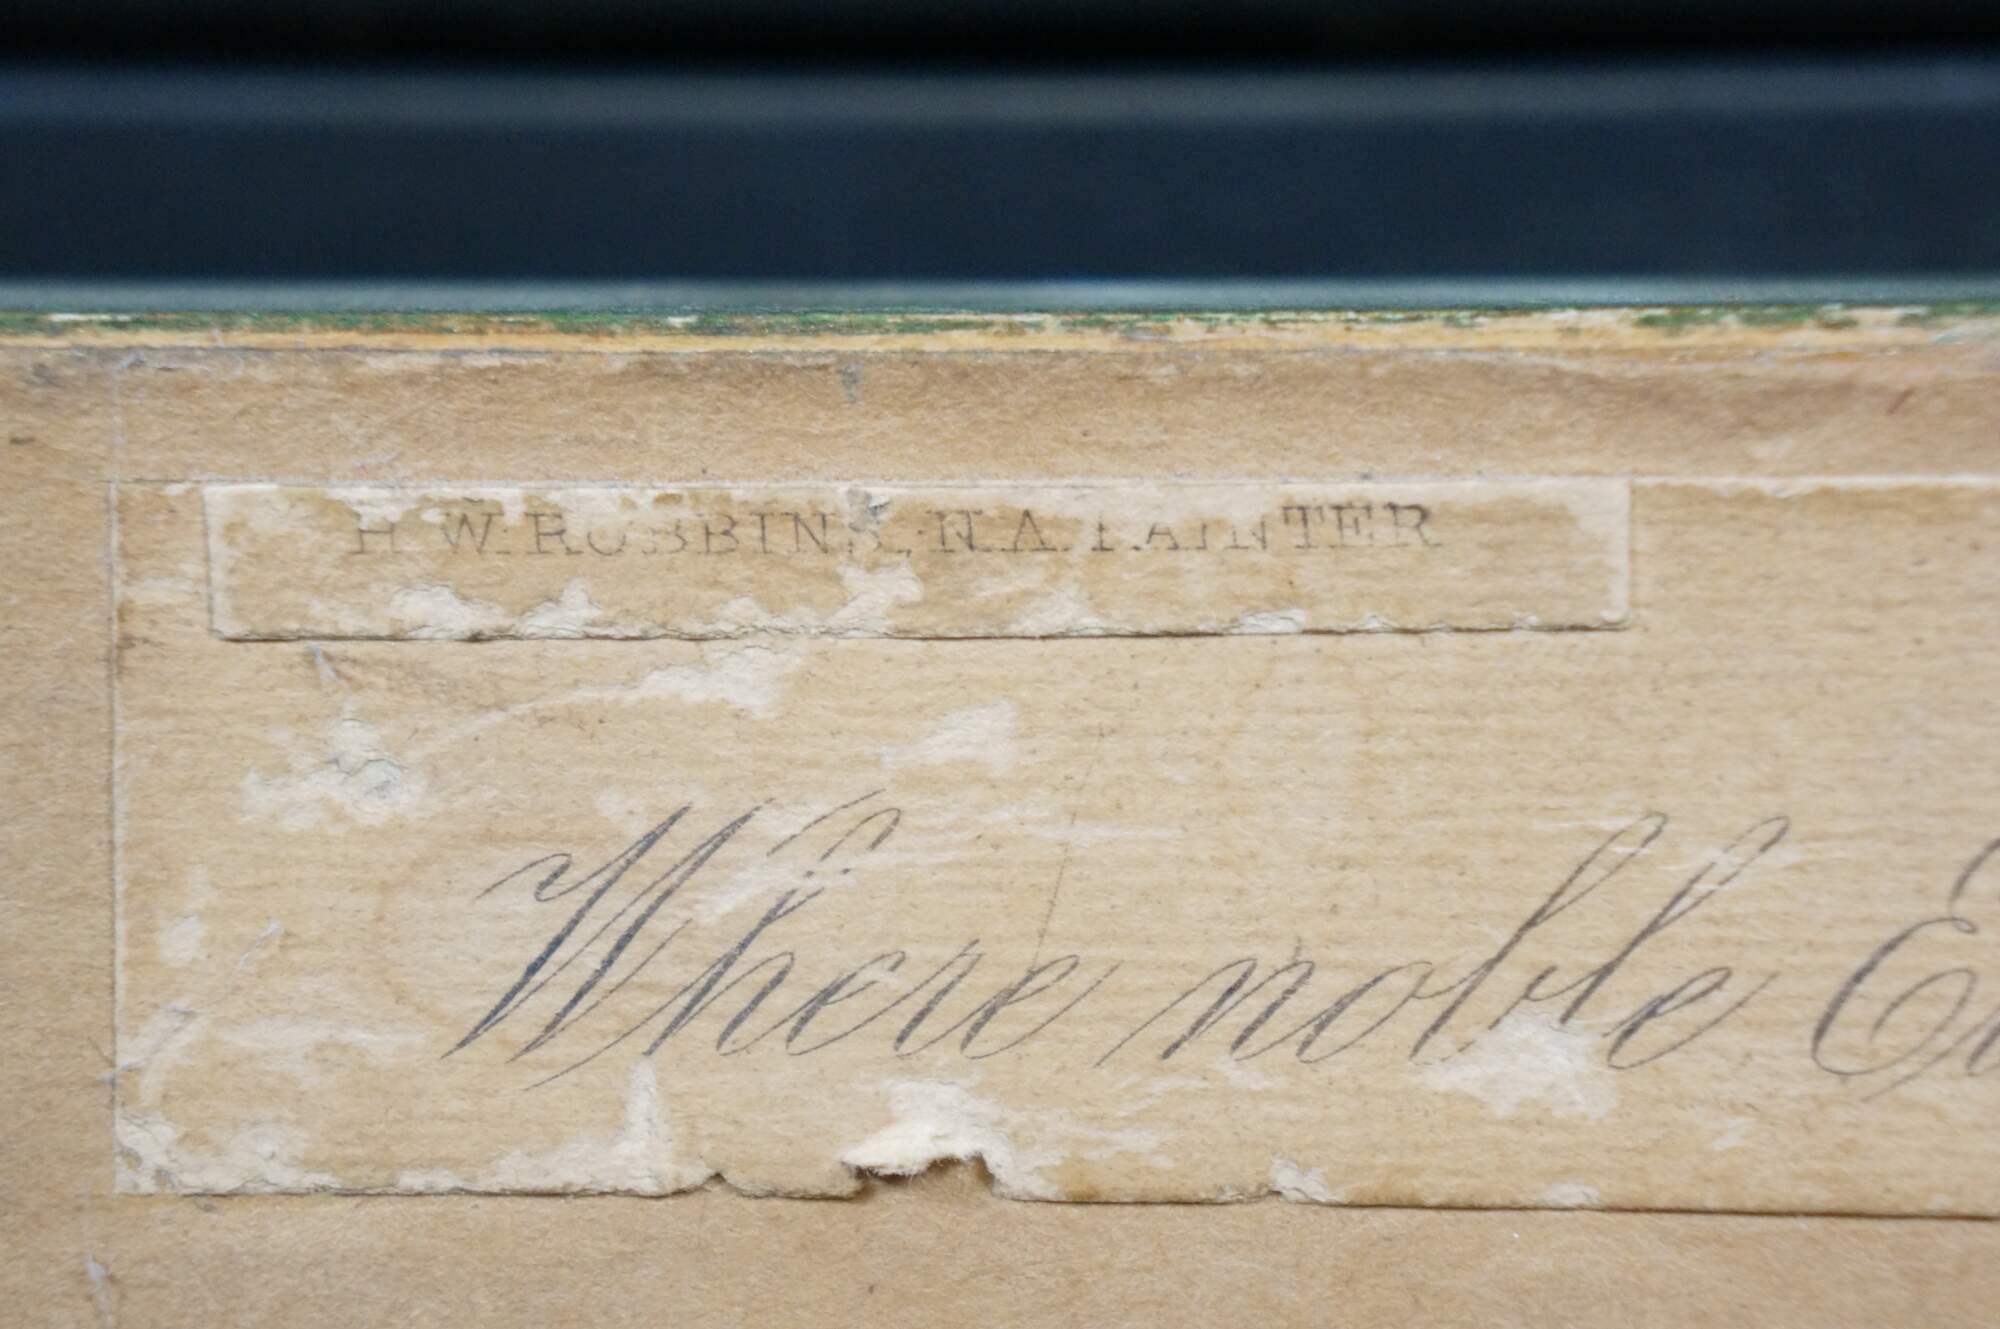 H. W. ROBBINS, N. A. PAINTER
Where noble